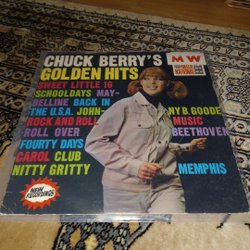 CHUCK BERRY'S
GOLDEN HITS
MW
SWEET LITTLE 16
SCHOOLDAYS MAY-
BELLINE BACK IN
THE U.S.A. JOHN-
NY B. GOODE
ROCK AND ROLL
MUSIC
ROLL OVER
BEETHOVEN
FOURTY DAYS
CAROL CLUB
MEMPHIS
NITTY GRITTY
NEW
RECORDINGS